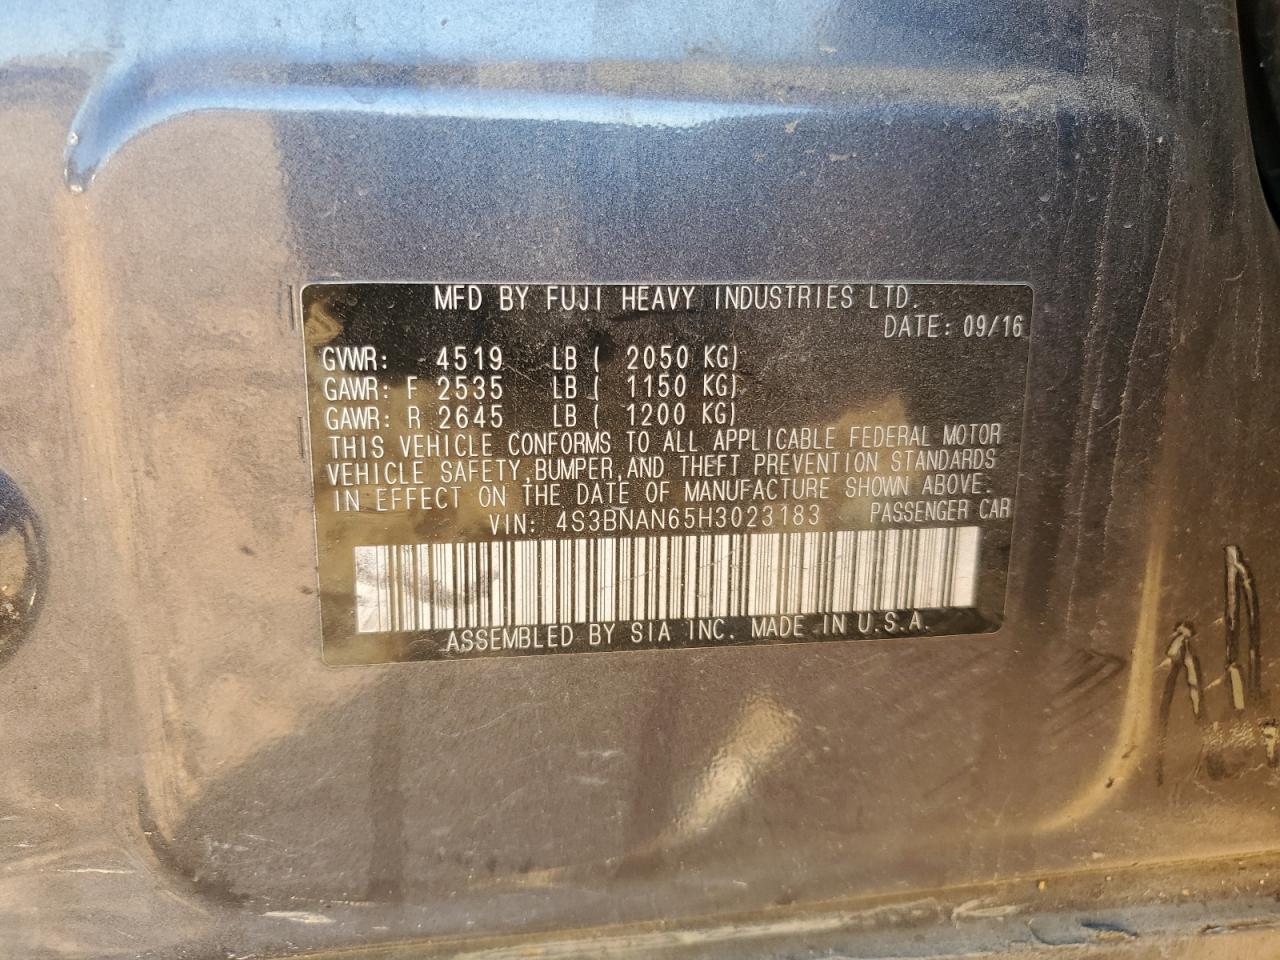 MFD BY FUJI HEAVY INDUSTRIES LTD.
DATE: 09/16
GVWR: 4519 LB ( 2050 KG)
GAWR: F 2535 LB ( 1150 KG)
GAWR: R 2645 LB ( 1200 KG)
THIS VEHICLE CONFORMS TO ALL APPLICABLE FEDERAL MOTOR
VEHICLE SAFETY,BUMPER,AND THEFT PREVENTION STANDARDS
IN EFFECT ON THE DATE OF MANUFACTURE SHOWN ABOVE.
VIN: 4S3BNAN65H3023183 PASSENGER CAR
ASSEMBLED BY SIA INC. MADE IN U.S.A.